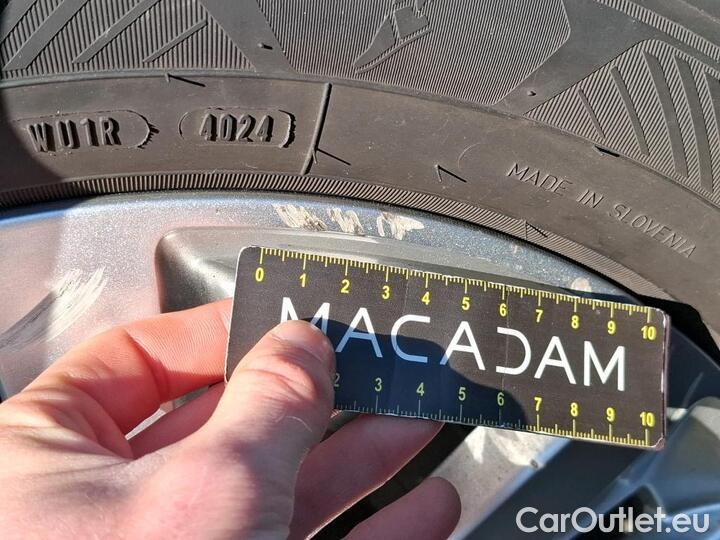 WU1R
4024
MADE IN SLOVENIA
0 1 2 3 4 5 6 7 8 9 10
MACADAM
2 3 4 5 6 7 8 9 10
CarOutlet.eu